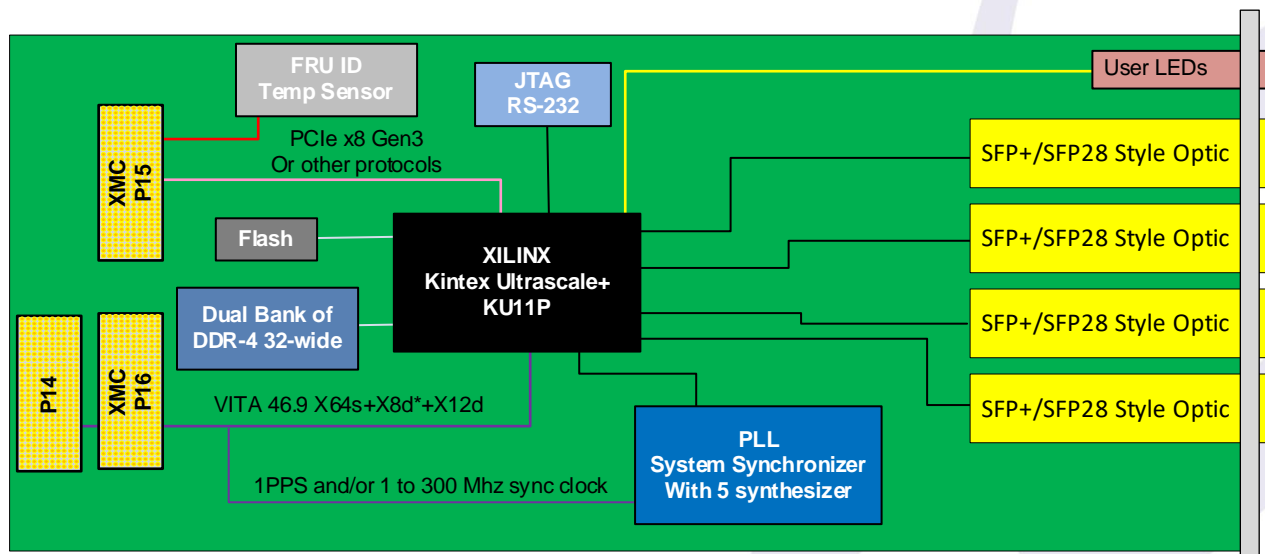 FRU ID
Temp Sensor
JTAG
RS-232
User LEDs
XMC
P15
PCIe x8 Gen3
Or other protocols
SFP+/SFP28 Style Optic
SFP+/SFP28 Style Optic
SFP+/SFP28 Style Optic
SFP+/SFP28 Style Optic
Flash
XILINX
Kintex Ultrascale+
KU11P
Dual Bank of
DDR-4 32-wide
P14
XMC
P16
VITA 46.9 X64s+X8d*+X12d
PLL
System Synchronizer
With 5 synthesizer
1PPS and/or 1 to 300 Mhz sync clock